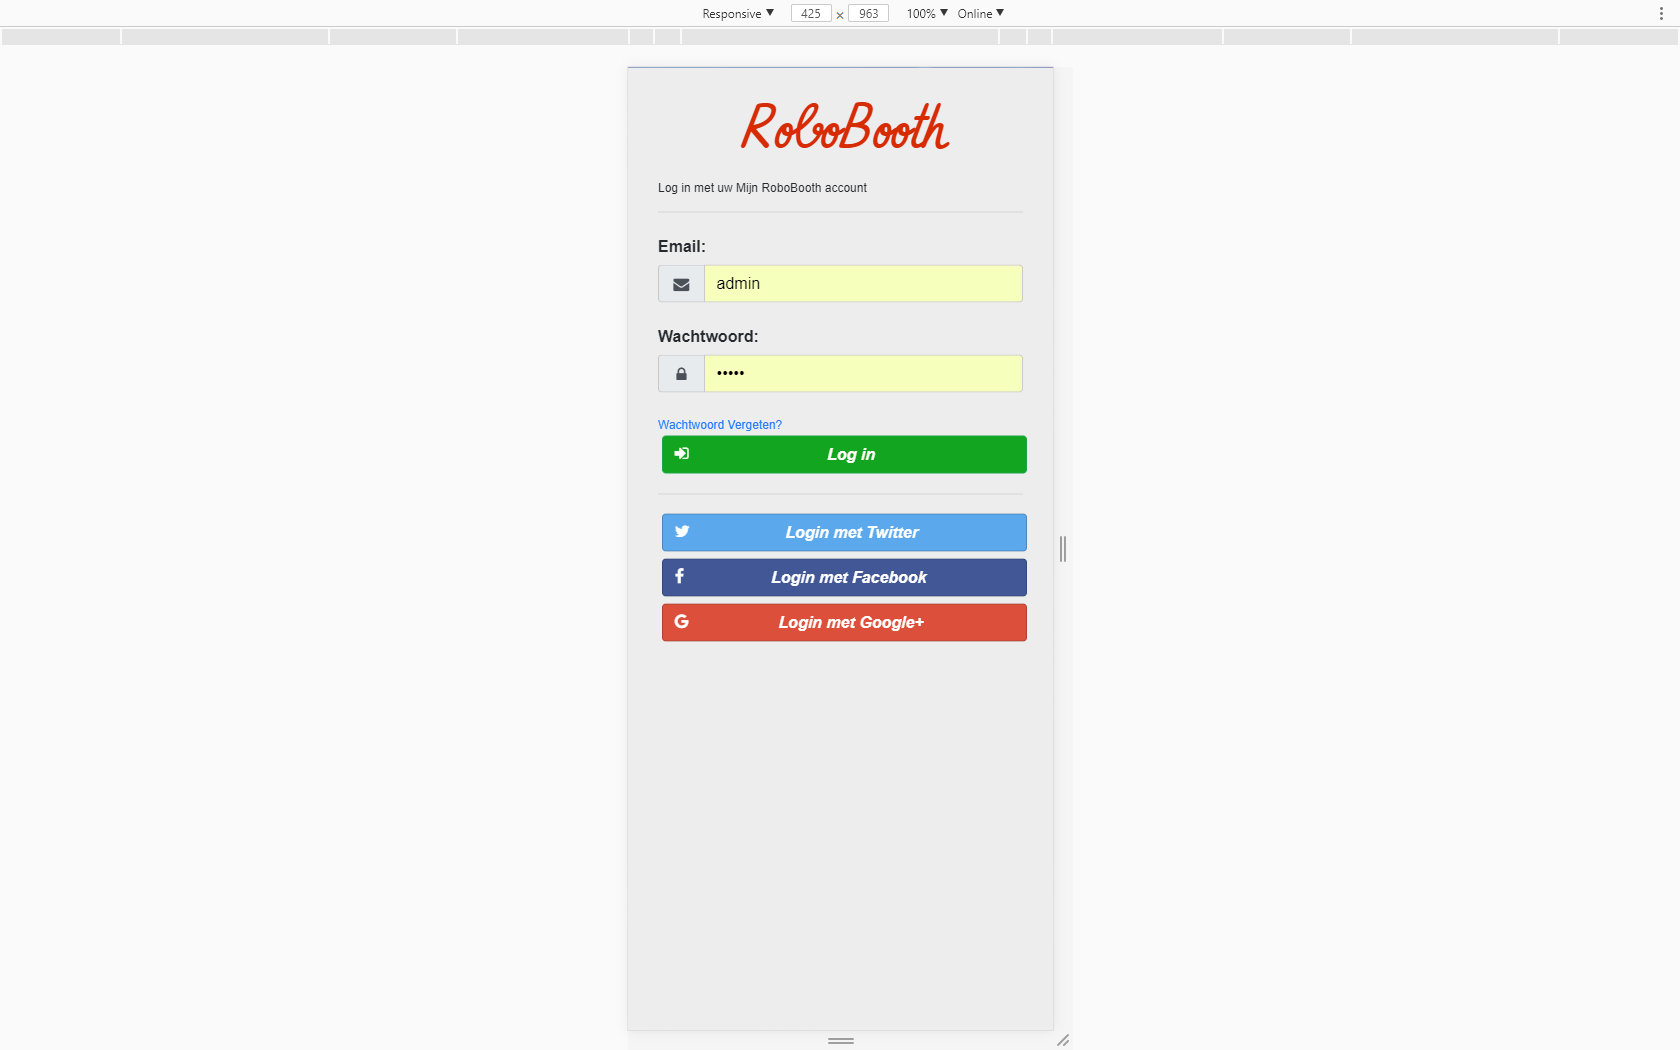 Responsive ▼ 425 × 963 100% ▼ Online ▼
RoboBooth
Log in met uw Mijn RoboBooth account
Email:
admin
Wachtwoord:
•••••
Wachtwoord Vergeten?
Log in
Login met Twitter
Login met Facebook
Login met Google+